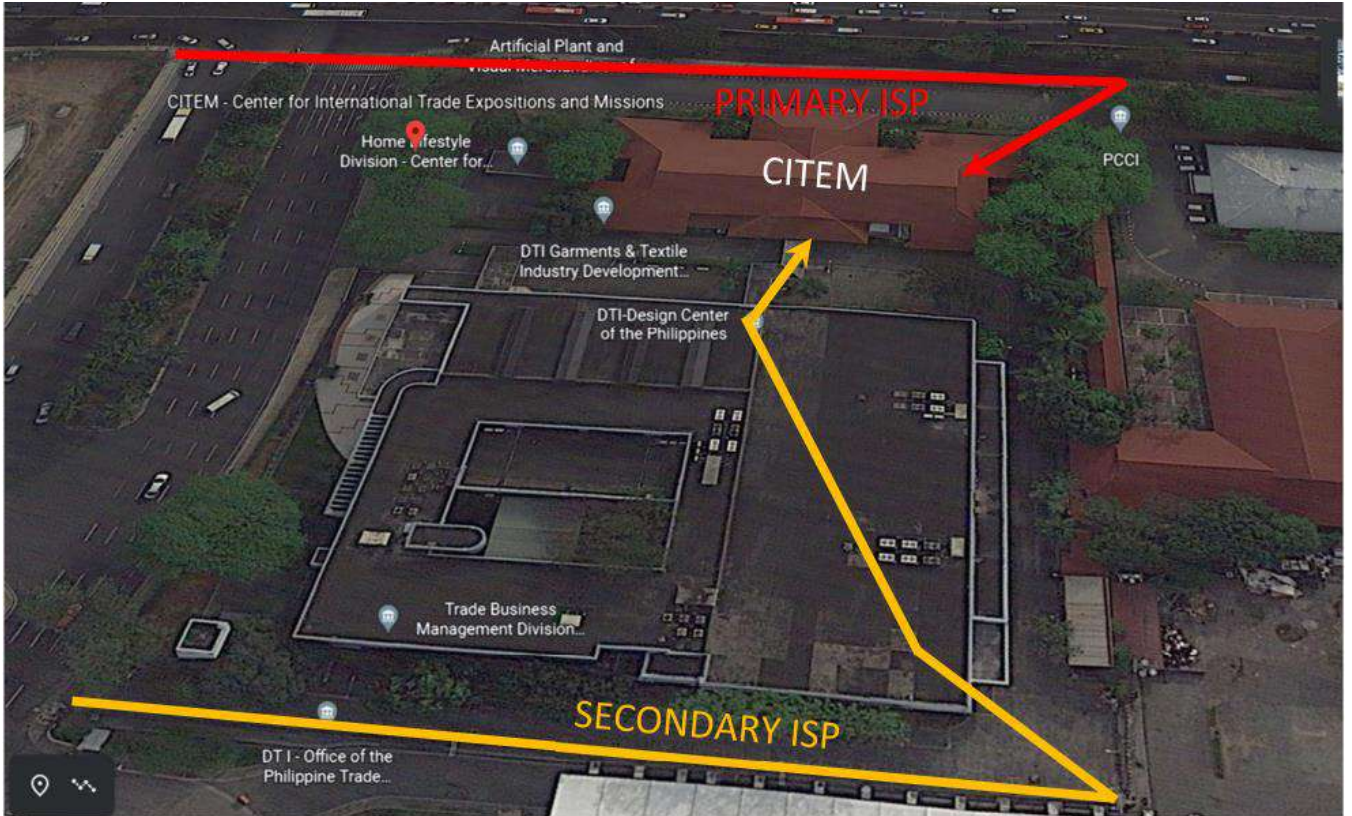 Artificial Plant and
CITEM - Center for International Trade Expositions and Missions
PRIMARY ISP
Home Lifestyle
Division - Center for...
CITEM
PCCI
DTI Garments & Textile
Industry Development...
DTI-Design Center
of the Philippines
Trade Business
Management Division...
SECONDARY ISP
DT I - Office of the
Philippine Trade...